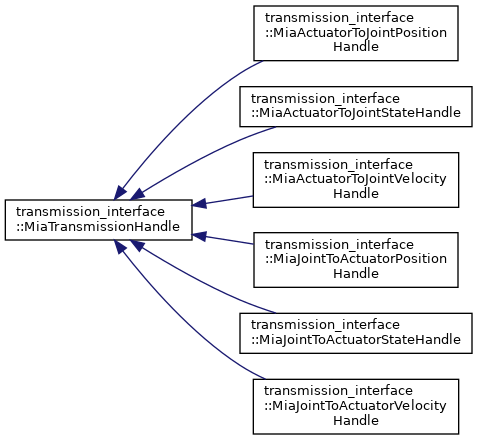 transmission_interface
::MiaActuatorToJointPosition
Handle
transmission_interface
::MiaActuatorToJointStateHandle
transmission_interface
::MiaActuatorToJointVelocity
Handle
transmission_interface
::MiaTransmissionHandle
transmission_interface
::MiaJointToActuatorPosition
Handle
transmission_interface
::MiaJointToActuatorStateHandle
transmission_interface
::MiaJointToActuatorVelocity
Handle